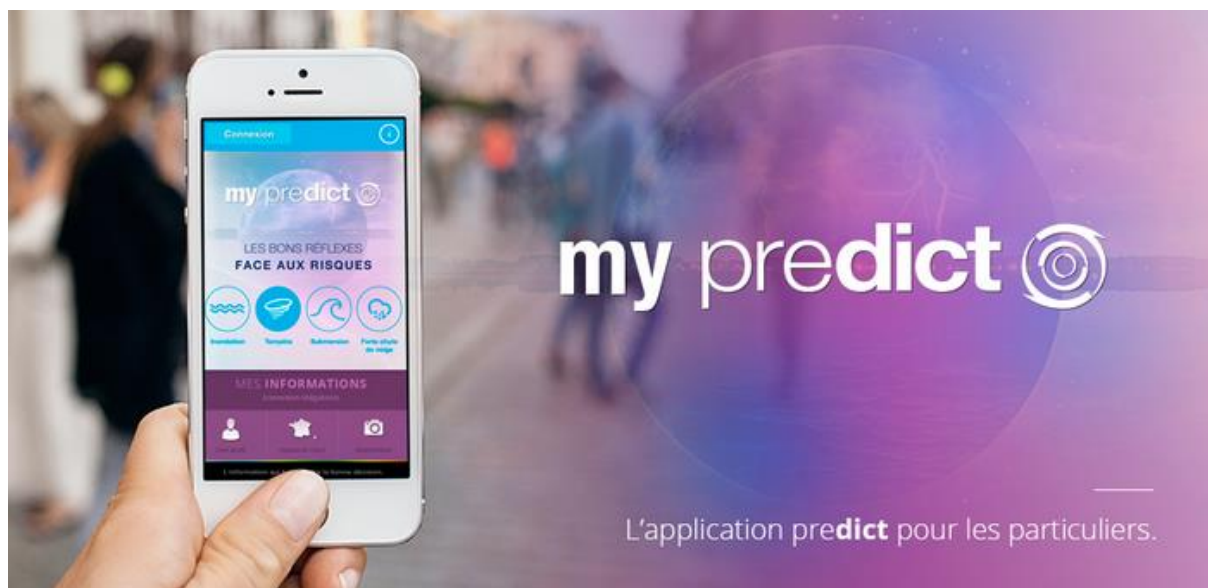 Connexion
my predict
LES BONS RÉFLEXES
FACE AUX RISQUES
Inondation Tempête Submersion Forte chute
de neige
MES INFORMATIONS
my predict
L'application predict pour les particuliers.